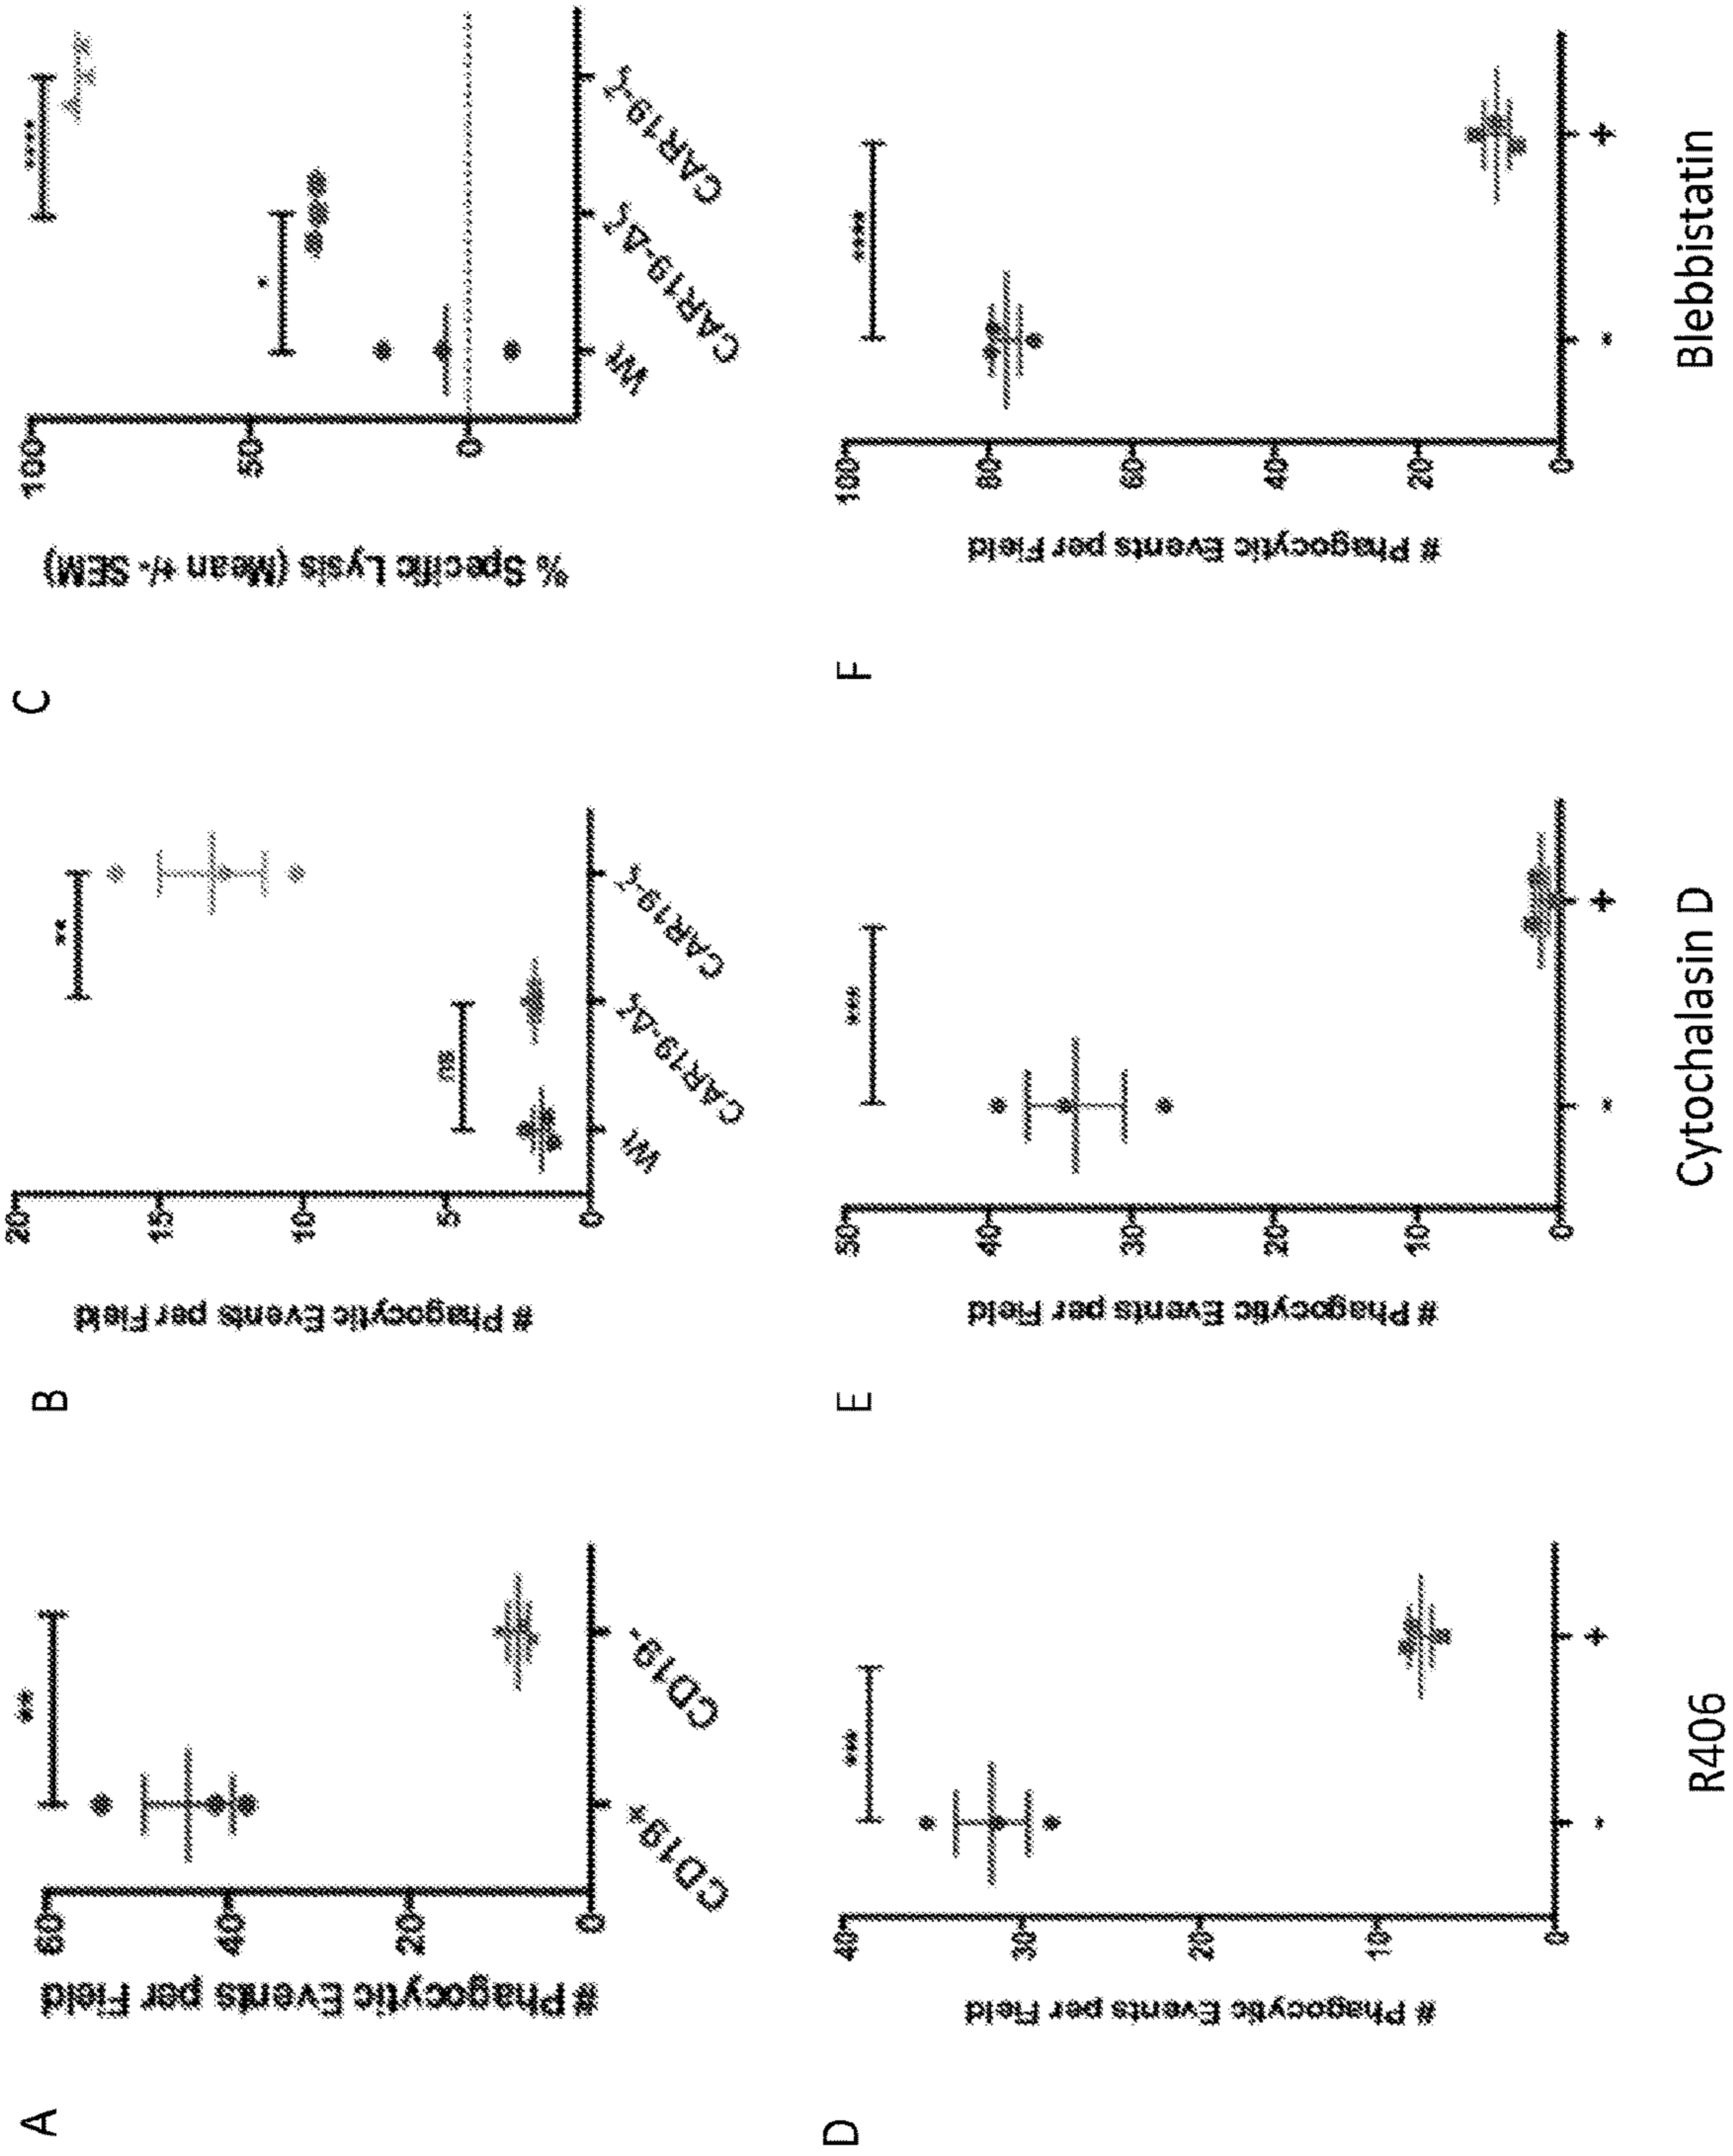 A
# Phagocytic Events per Field
60
40
20
0
**
CD19+
CD19-
B
# Phagocytic Events per Field
20
15
10
5
0
ns
**
Wt
CAR19-Δζ
CAR19-ζ
C
% Specific Lysis (Mean +/- SEM)
100
50
0
*
****
Wt
CAR19-Δζ
CAR19-ζ
D
# Phagocytic Events per Field
40
30
20
10
0
***
-
+
R406
E
# Phagocytic Events per Field
50
40
30
20
10
0
***
-
+
Cytochalasin D
F
# Phagocytic Events per Field
100
80
60
40
20
0
****
-
+
Blebbistatin